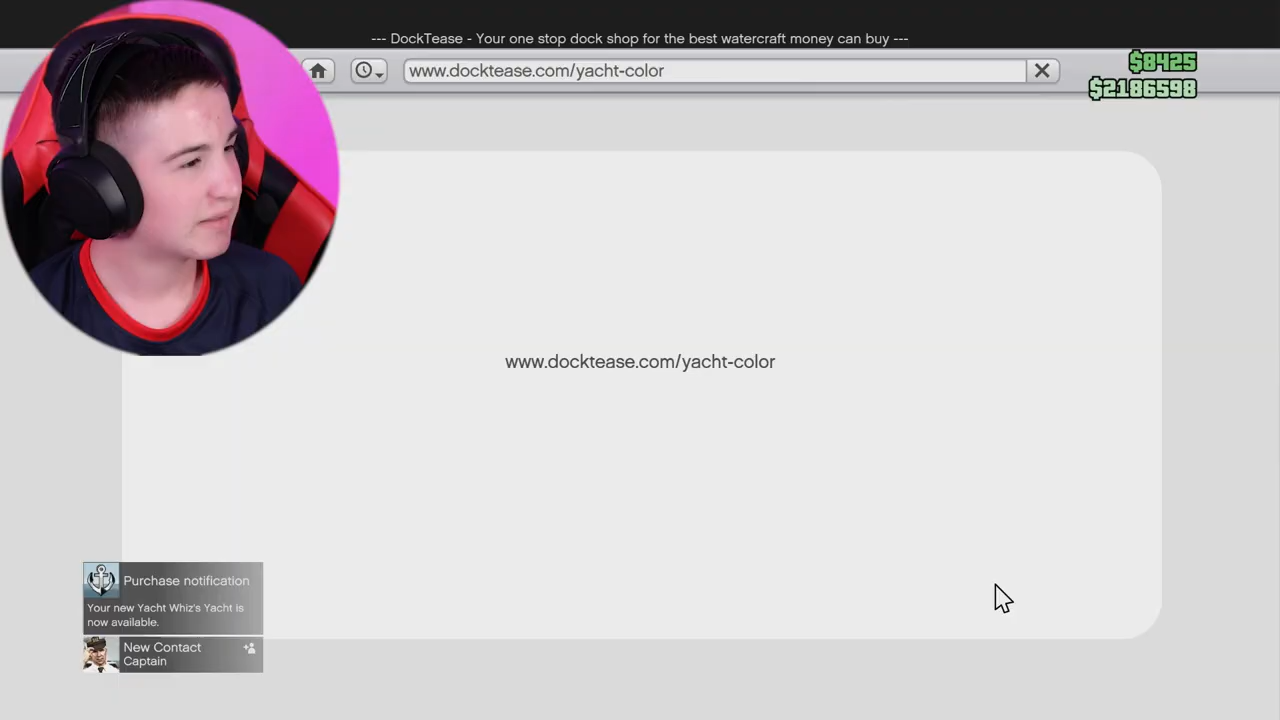 --- DockTease - Your one stop dock shop for the best watercraft money can buy ---
www.docktease.com/yacht-color
$8425
$2186598
www.docktease.com/yacht-color
Purchase notification
Your new Yacht Whiz's Yacht is
now available.
New Contact
Captain